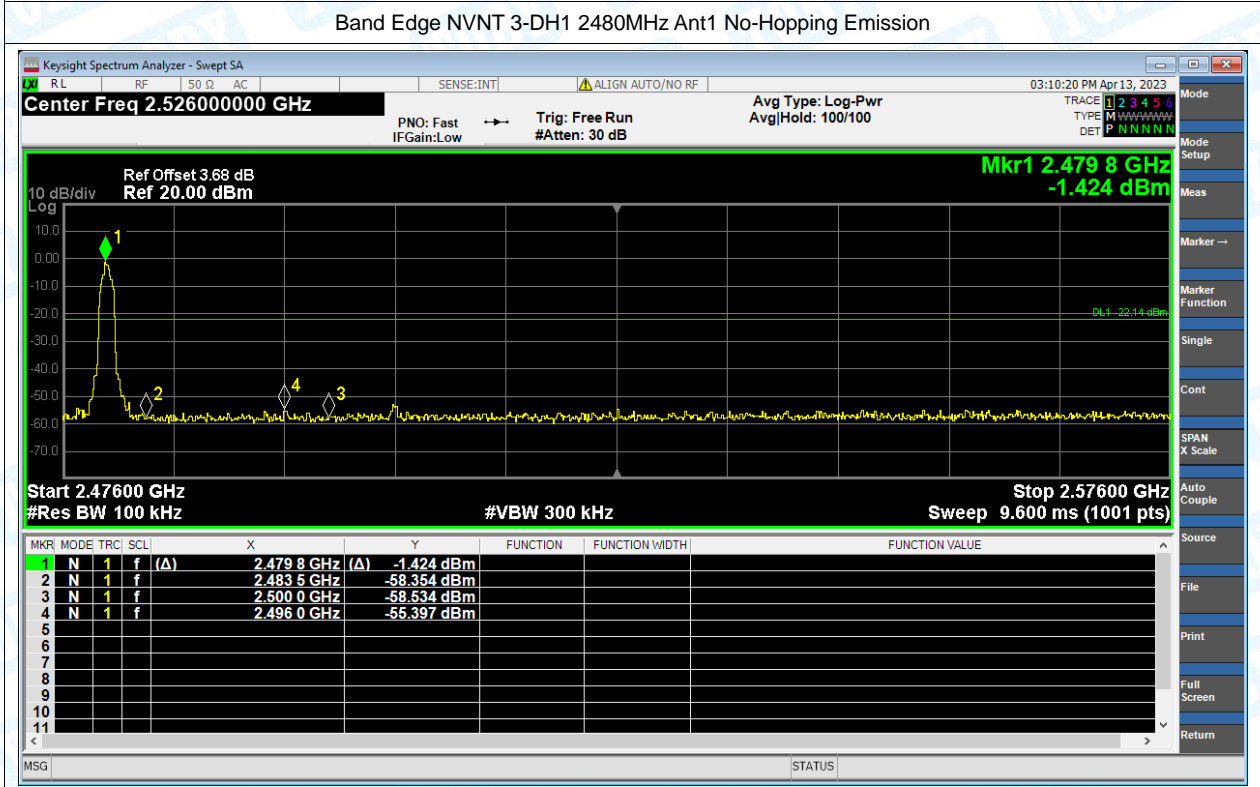 Band Edge NVNT 3-DH1 2480MHz Ant1 No-Hopping Emission
Keysight Spectrum Analyzer - Swept SA
LXI RL RF 50 Ω AC SENSE:INT ALIGN AUTO/NO RF 03:10:20 PM Apr 13, 2023
Center Freq 2.526000000 GHz
PNO: Fast
IFGain:Low
Trig: Free Run
#Atten: 30 dB
Avg Type: Log-Pwr
Avg|Hold: 100/100
TRACE 1 2 3 4 5 6
TYPE M W W W W W
DET P N N N N N
Mkr1 2.479 8 GHz
-1.424 dBm
Ref Offset 3.68 dB
10 dB/div Ref 20.00 dBm
Log
10.0
0.00
-10.0
-20.0
-30.0
-40.0
-50.0
-60.0
-70.0
1
2
4
3
DL1 -22.14 dBm
Start 2.47600 GHz Stop 2.57600 GHz
#Res BW 100 kHz #VBW 300 kHz Sweep 9.600 ms (1001 pts)
MKR MODE TRC SCL X Y FUNCTION FUNCTION WIDTH FUNCTION VALUE
1 N 1 f (Δ) 2.479 8 GHz (Δ) -1.424 dBm
2 N 1 f 2.483 5 GHz -58.354 dBm
3 N 1 f 2.500 0 GHz -58.534 dBm
4 N 1 f 2.496 0 GHz -55.397 dBm
5
6
7
8
9
10
11
MSG STATUS
Mode
Mode Setup
Meas
Marker →
Marker Function
Single
Cont
SPAN X Scale
Auto Couple
Source
File
Print
Full Screen
Return